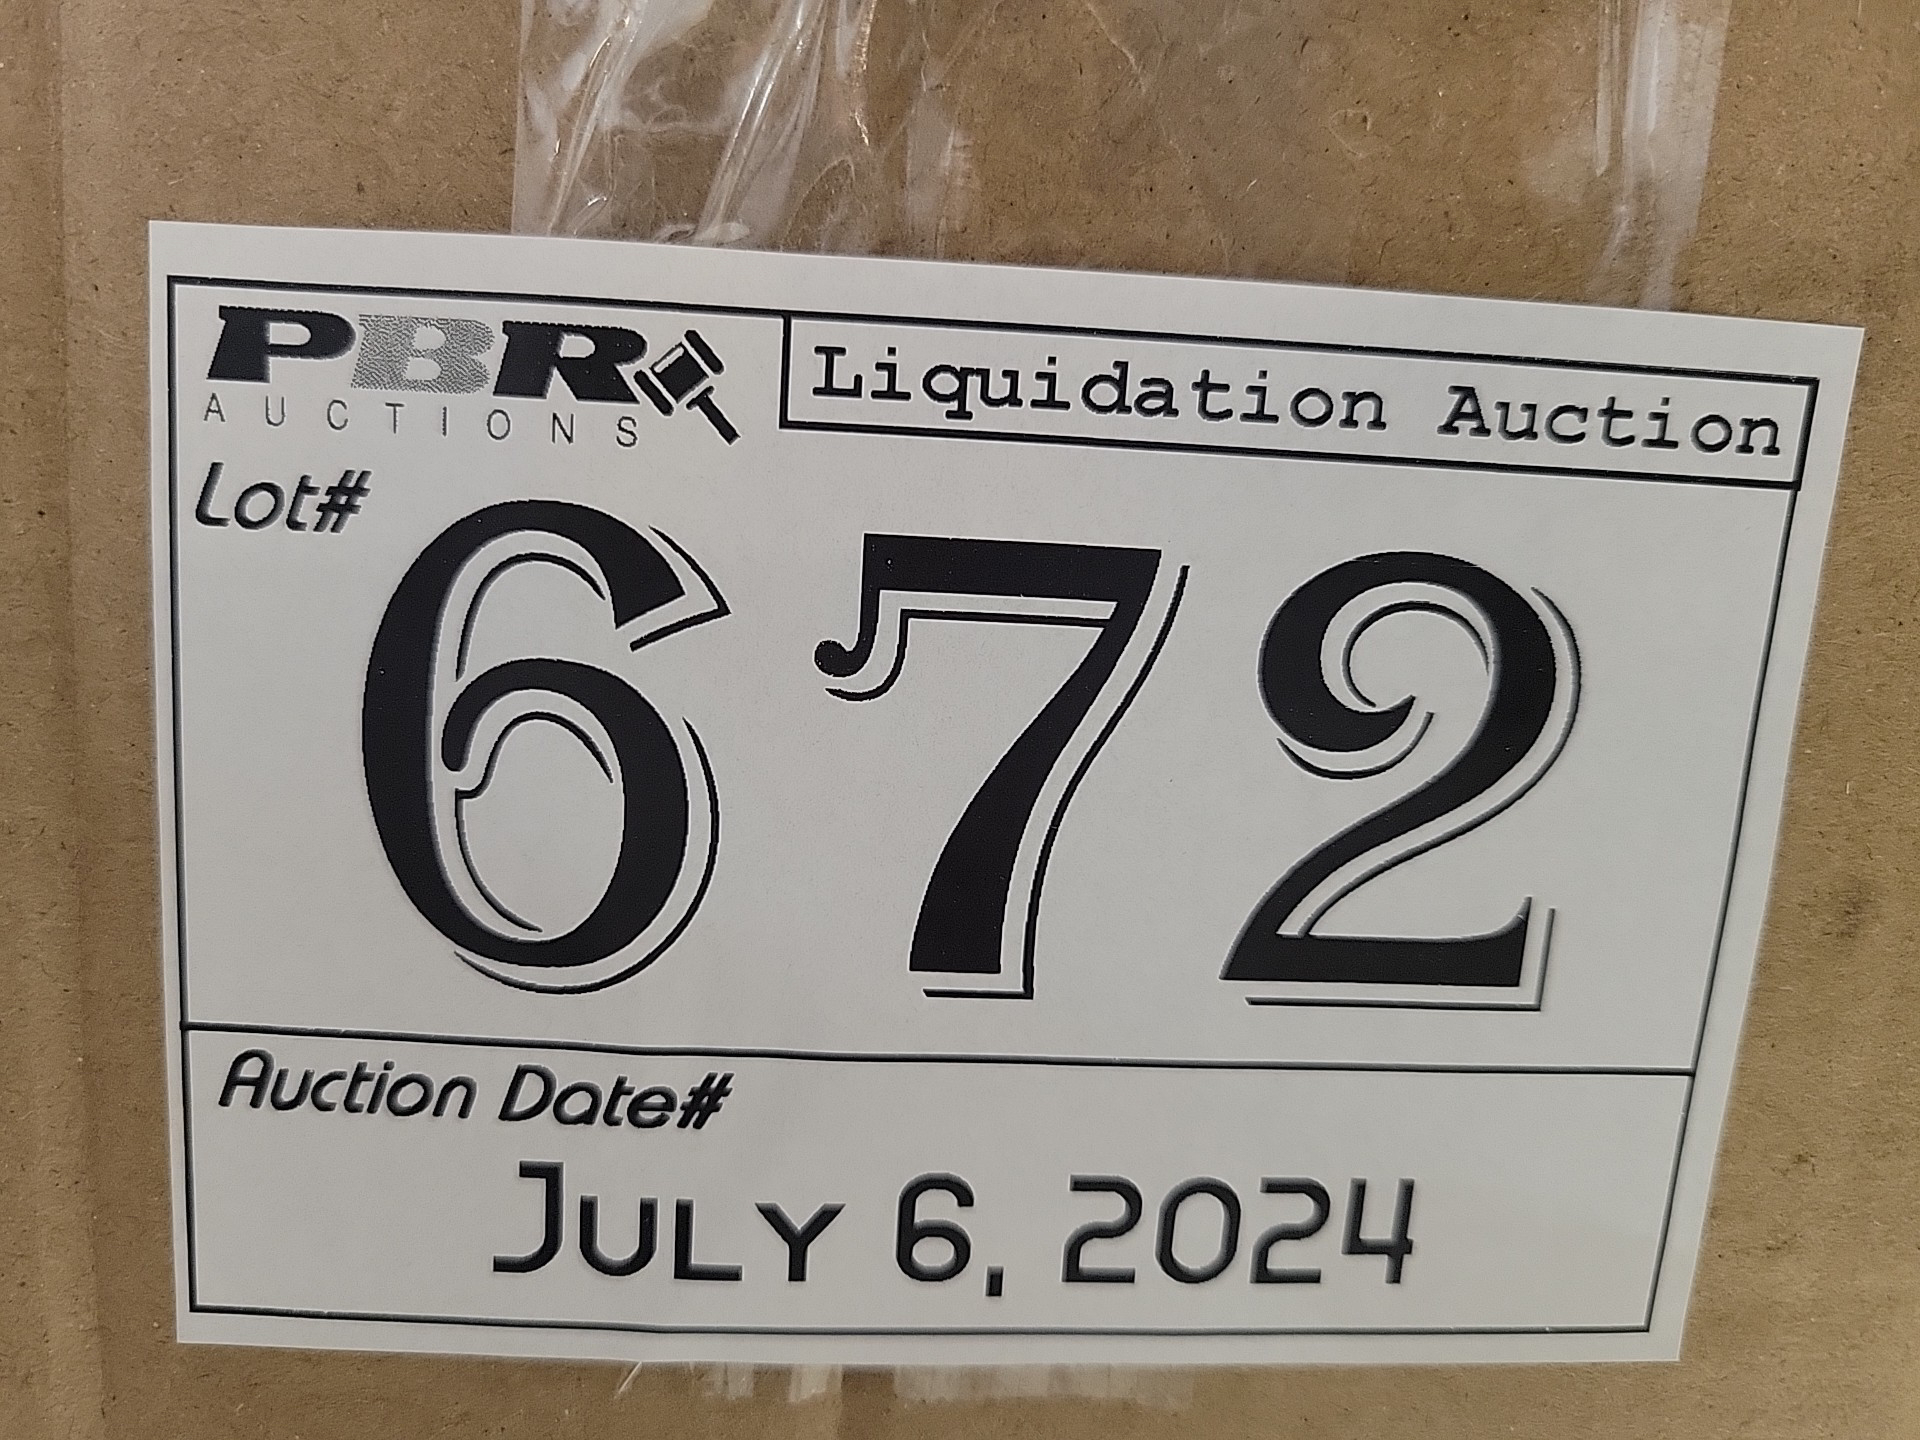 PBR
AUCTIONS
Liquidation Auction
Lot#
672
Auction Date#
JULY 6, 2024